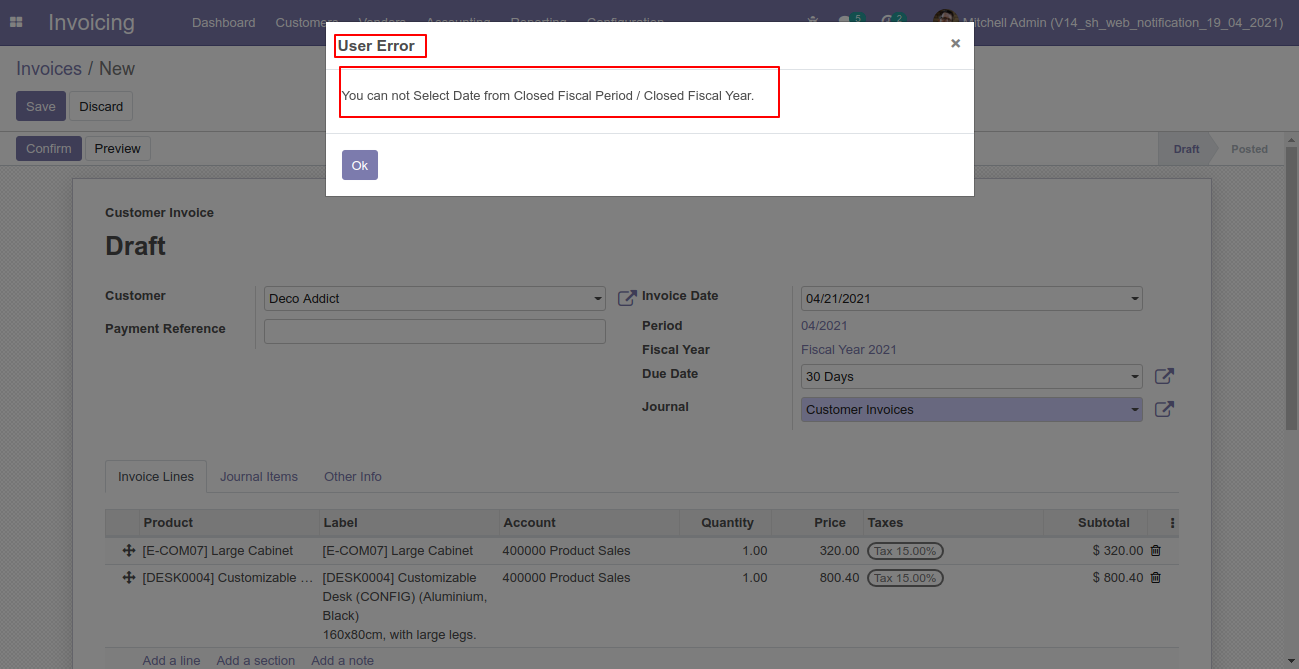 Invoicing
Dashboard Customers Vendors Accounting Reporting Configuration 5 2 Mitchell Admin (V14_sh_web_notification_19_04_2021)
User Error ×
You can not Select Date from Closed Fiscal Period / Closed Fiscal Year.
Ok
Invoices / New
Save Discard
Confirm Preview Draft Posted
Customer Invoice
Draft
Customer Deco Addict Invoice Date 04/21/2021
Payment Reference Period 04/2021
Fiscal Year Fiscal Year 2021
Due Date 30 Days
Journal Customer Invoices
Invoice Lines Journal Items Other Info
Product Label Account Quantity Price Taxes Subtotal
[E-COM07] Large Cabinet [E-COM07] Large Cabinet 400000 Product Sales 1.00 320.00 Tax 15.00% $ 320.00
[DESK0004] Customizable ... [DESK0004] Customizable 400000 Product Sales 1.00 800.40 Tax 15.00% $ 800.40
Desk (CONFIG) (Aluminium,
Black)
160x80cm, with large legs.
Add a line Add a section Add a note